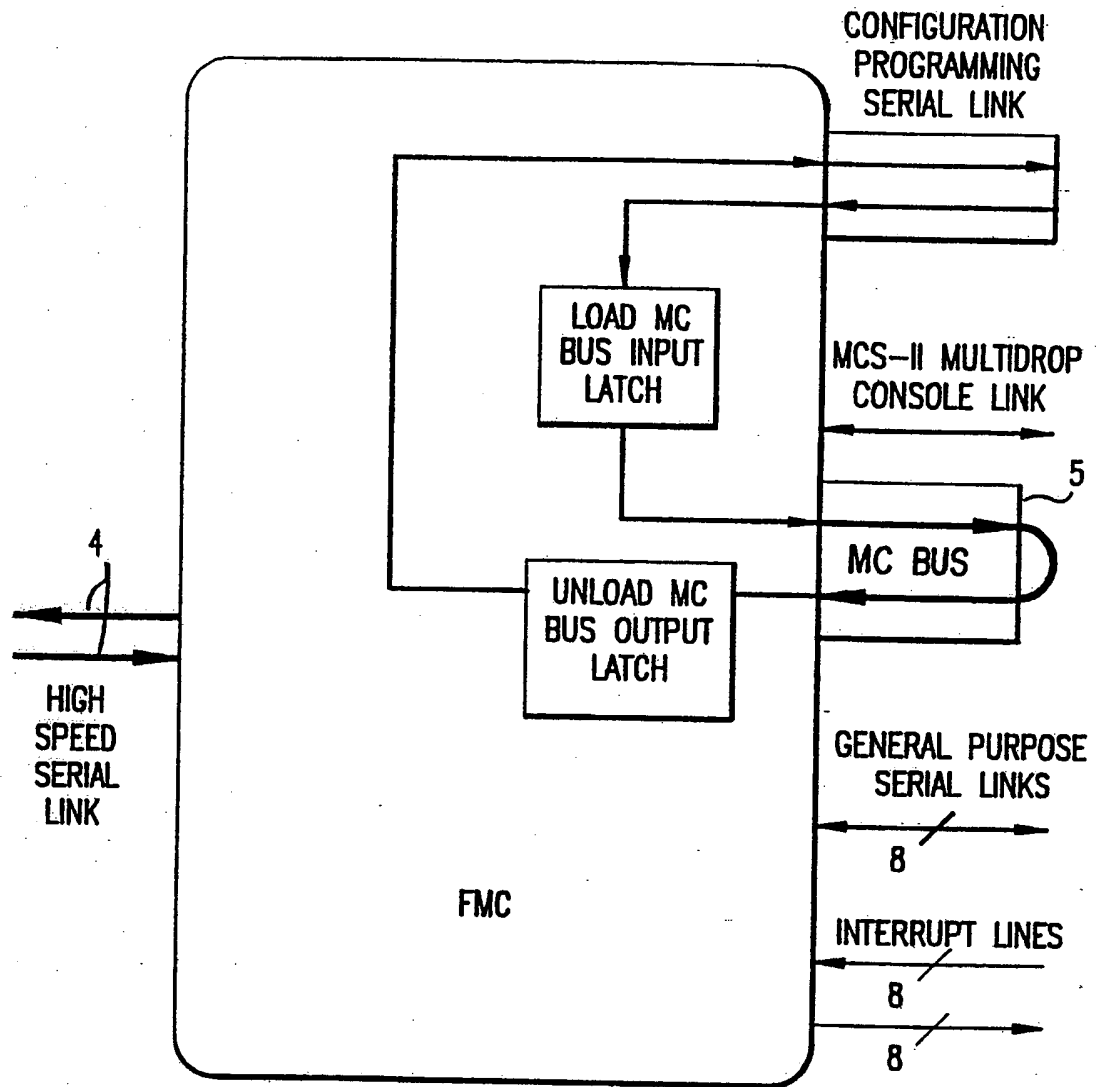 CONFIGURATION
PROGRAMMING
SERIAL LINK
LOAD MC
BUS INPUT
LATCH
MCS-II MULTIDROP
CONSOLE LINK
5
MC BUS
4
UNLOAD MC
BUS OUTPUT
LATCH
HIGH
SPEED
SERIAL
LINK
GENERAL PURPOSE
SERIAL LINKS
8
FMC
INTERRUPT LINES
8
8